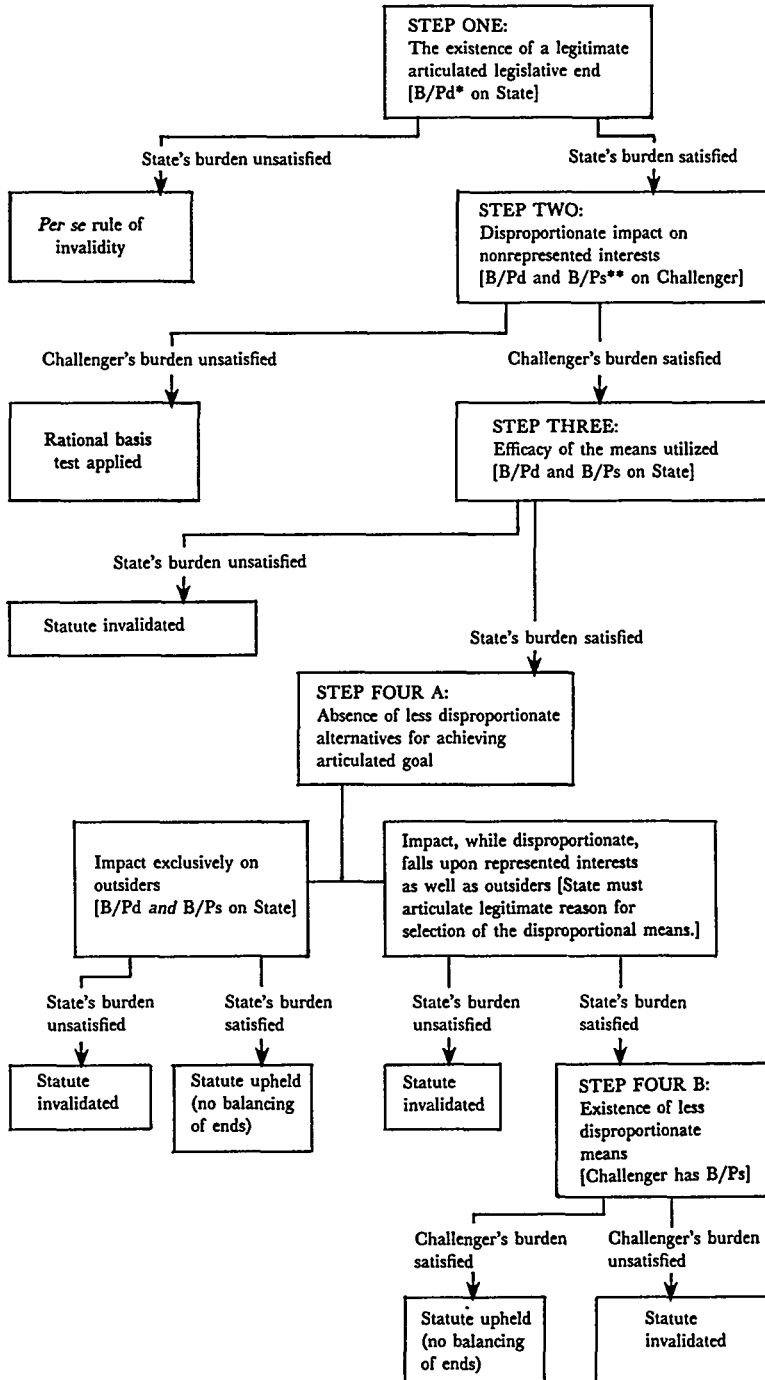 STEP ONE:
The existence of a legitimate
articulated legislative end
[B/Pd* on State]
State's burden unsatisfied
State's burden satisfied
Per se rule of
invalidity
STEP TWO:
Disproportionate impact on
nonrepresented interests
[B/Pd and B/Ps** on Challenger]
Challenger's burden unsatisfied
Challenger's burden satisfied
Rational basis
test applied
STEP THREE:
Efficacy of the means utilized
[B/Pd and B/Ps on State]
State's burden unsatisfied
Statute invalidated
State's burden satisfied
STEP FOUR A:
Absence of less disproportionate
alternatives for achieving
articulated goal
Impact exclusively on
outsiders
[B/Pd and B/Ps on State]
Impact, while disproportionate,
falls upon represented interests
as well as outsiders [State must
articulate legitimate reason for
selection of the disproportional means.]
State's burden
unsatisfied
State's burden
satisfied
State's burden
unsatisfied
State's burden
satisfied
Statute
invalidated
Statute upheld
(no balancing
of ends)
Statute
invalidated
STEP FOUR B:
Existence of less
disproportionate
means
[Challenger has B/Ps]
Challenger's burden
satisfied
Challenger's burden
unsatisfied
Statute upheld
(no balancing
of ends)
Statute
invalidated